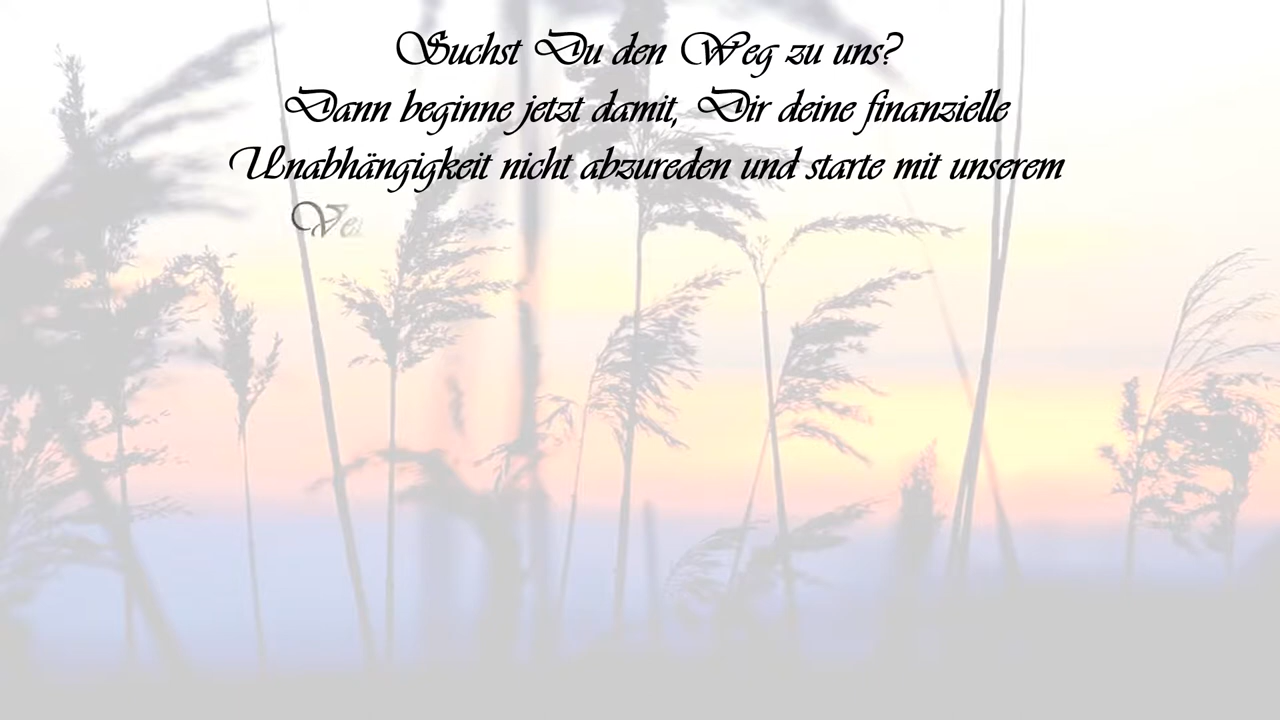 Suchst Du den Weg zu uns?
Dann beginne jetzt damit, Dir deine finanzielle
Unabhängigkeit nicht abzureden und starte mit unserem